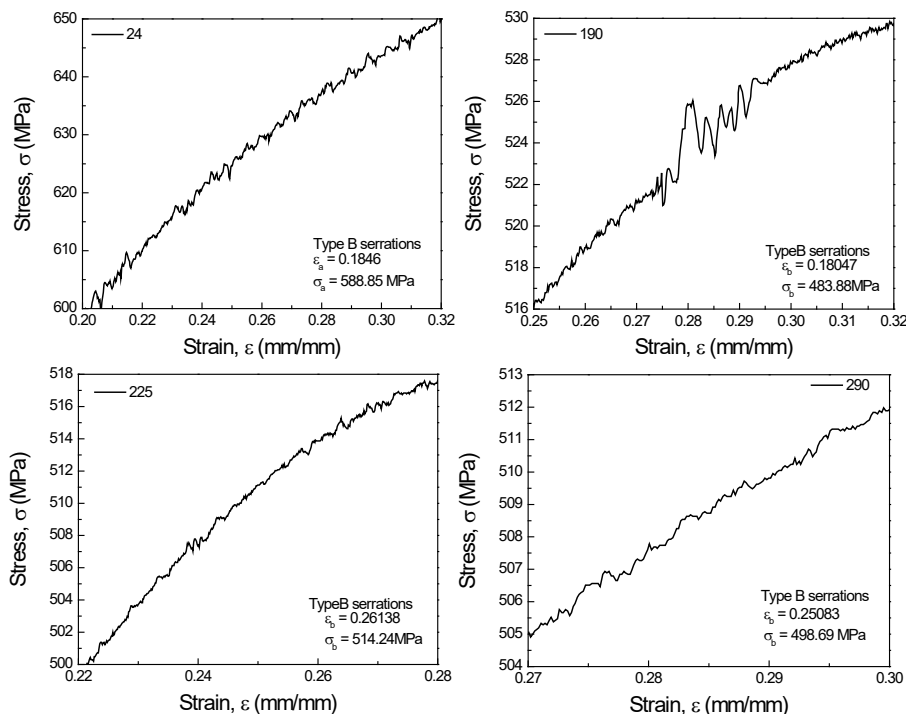 650
640
630
620
610
600
Stress, σ (MPa)
24
Type B serrations
εa = 0.1846
σa = 588.85 MPa
0.20 0.22 0.24 0.26 0.28 0.30 0.32
Strain, ε (mm/mm)
530
528
526
524
522
520
518
516
Stress, σ (MPa)
190
TypeB serrations
εb = 0.18047
σb = 483.88MPa
0.25 0.26 0.27 0.28 0.29 0.30 0.31 0.32
Strain, ε (mm/mm)
518
516
514
512
510
508
506
504
502
500
Stress, σ (MPa)
225
TypeB serrations
εb = 0.26138
σb = 514.24MPa
0.22 0.23 0.24 0.25 0.26 0.27 0.28
Strain, ε (mm/mm)
513
512
511
510
509
508
507
506
505
504
Stress, σ (MPa)
290
Type B serrations
εb = 0.25083
σb = 498.69 MPa
0.27 0.28 0.29 0.30
Strain, ε (mm/mm)